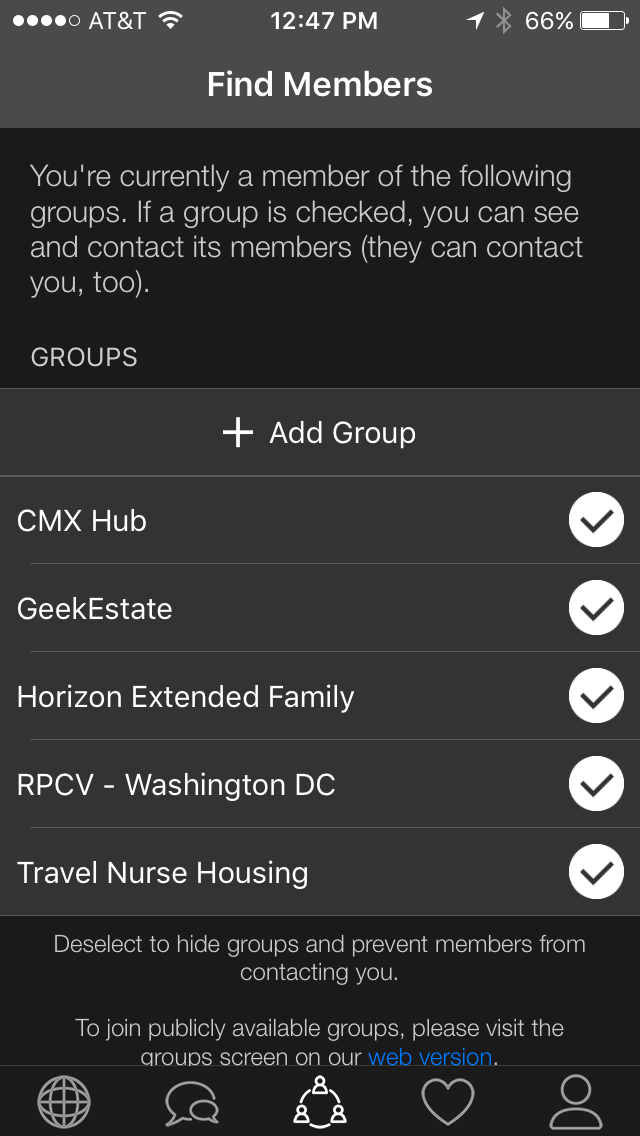 AT&T 12:47 PM 66%
Find Members
You're currently a member of the following
groups. If a group is checked, you can see
and contact its members (they can contact
you, too).
GROUPS
+ Add Group
CMX Hub
GeekEstate
Horizon Extended Family
RPCV - Washington DC
Travel Nurse Housing
Deselect to hide groups and prevent members from
contacting you.
To join publicly available groups, please visit the
groups screen on our web version.